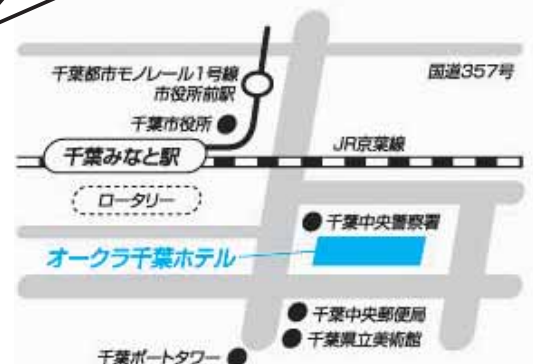 千葉都市モノレール1号線
市役所前駅
国道357号
千葉市役所
千葉みなと駅
JR京葉線
ロータリー
千葉中央警察署
オークラ千葉ホテル
千葉中央郵便局
千葉県立美術館
千葉ポートタワー